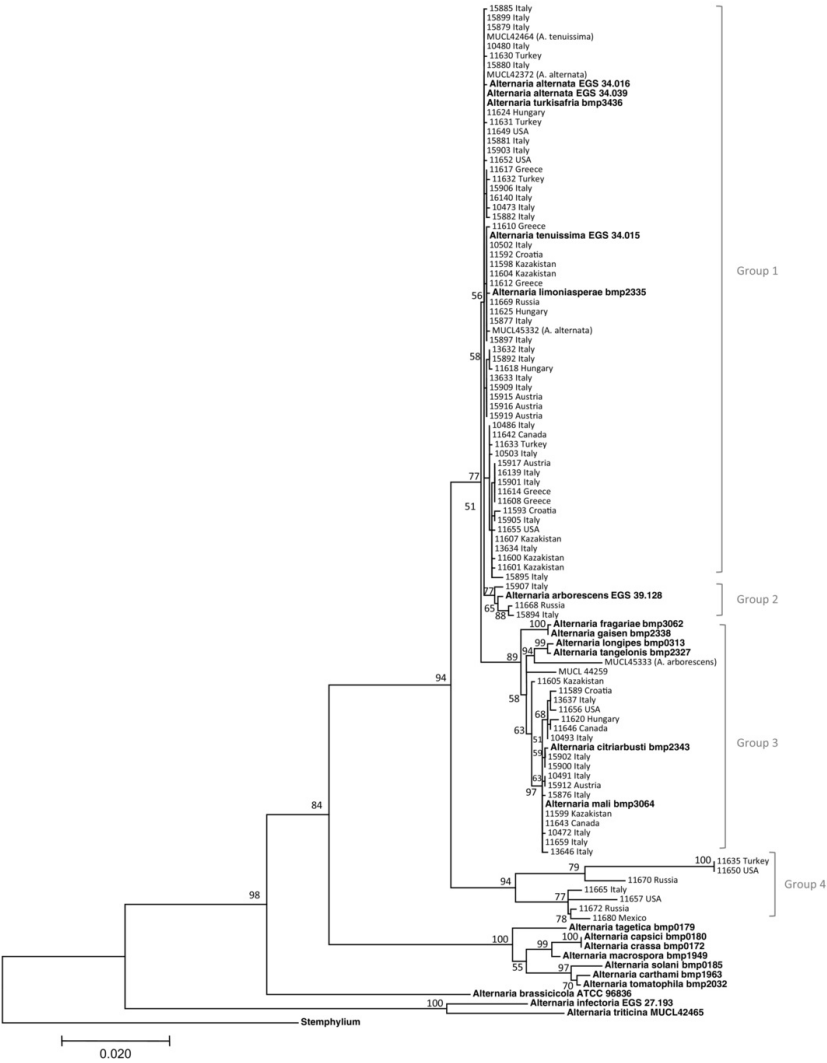 15885 Italy
15899 Italy
15879 Italy
MUCL42464 (A. tenuissima)
10480 Italy
11630 Turkey
15880 Italy
MUCL42372 (A. alternata)
Alternaria alternata EGS 34.016
Alternaria alternata EGS 34.039
Alternaria turkisafria bmp3436
11624 Hungary
11631 Turkey
11649 USA
15881 Italy
15903 Italy
11652 USA
11617 Greece
11632 Turkey
15906 Italy
16140 Italy
10473 Italy
15882 Italy
11610 Greece
Alternaria tenuissima EGS 34.015
10502 Italy
11592 Croatia
11598 Kazakistan
11604 Kazakistan
11612 Greece
Alternaria limoniasperae bmp2335
56
11669 Russia
11625 Hungary
15877 Italy
MUCL45332 (A. alternata)
15897 Italy
13632 Italy
58
15892 Italy
11618 Hungary
13633 Italy
15909 Italy
15915 Austria
15916 Austria
15919 Austria
10486 Italy
11642 Canada
11633 Turkey
10503 Italy
15917 Austria
77
16139 Italy
15901 Italy
11614 Greece
11608 Greece
51
11593 Croatia
15905 Italy
11655 USA
11607 Kazakistan
13634 Italy
11600 Kazakistan
11601 Kazakistan
15895 Italy
Group 1
15907 Italy
77
Alternaria arborescens EGS 39.128
65
11668 Russia
88
15894 Italy
Group 2
100
Alternaria fragariae bmp3062
Alternaria gaisen bmp2338
99
Alternaria longipes bmp0313
94
Alternaria tangelonis bmp2327
89
MUCL45333 (A. arborescens)
MUCL 44259
94
11605 Kazakistan
11589 Croatia
58
13637 Italy
11656 USA
68
11620 Hungary
63
11646 Canada
51
10493 Italy
Alternaria citriarbusti bmp2343
59
15902 Italy
15900 Italy
63
10491 Italy
15912 Austria
97
15876 Italy
Alternaria mali bmp3064
11599 Kazakistan
11643 Canada
10472 Italy
11659 Italy
13646 Italy
Group 3
84
100
11635 Turkey
79
11650 USA
11670 Russia
94
11665 Italy
77
11657 USA
11672 Russia
78
11680 Mexico
Group 4
98
Alternaria tagetica bmp0179
100
100
Alternaria capsici bmp0180
Alternaria crassa bmp0172
99
Alternaria macrospora bmp1949
55
97
Alternaria solani bmp0185
Alternaria carthami bmp1963
70
Alternaria tomatophila bmp2032
Alternaria brassicicola ATCC 96836
100
Alternaria infectoria EGS 27.193
Alternaria triticina MUCL42465
Stemphylium
0.020